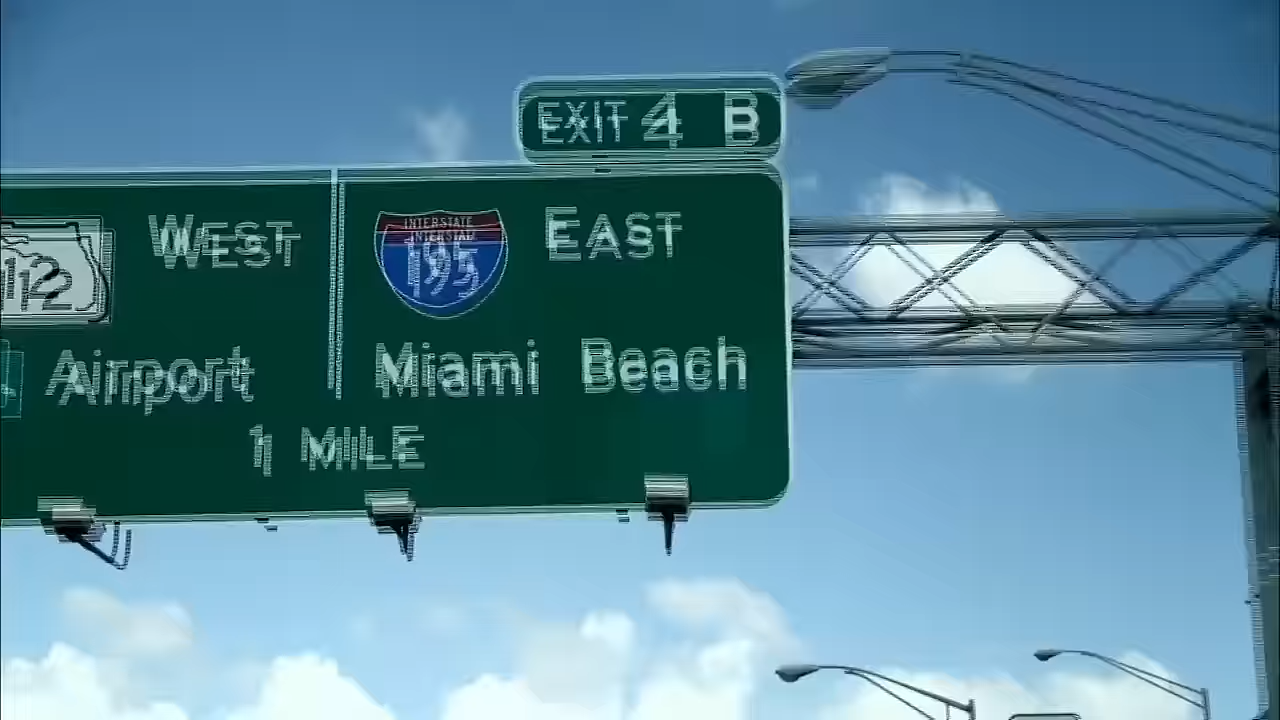 EXIT 4 B
112 WEST
INTERSTATE
195 EAST
Airport
Miami Beach
1 MILE